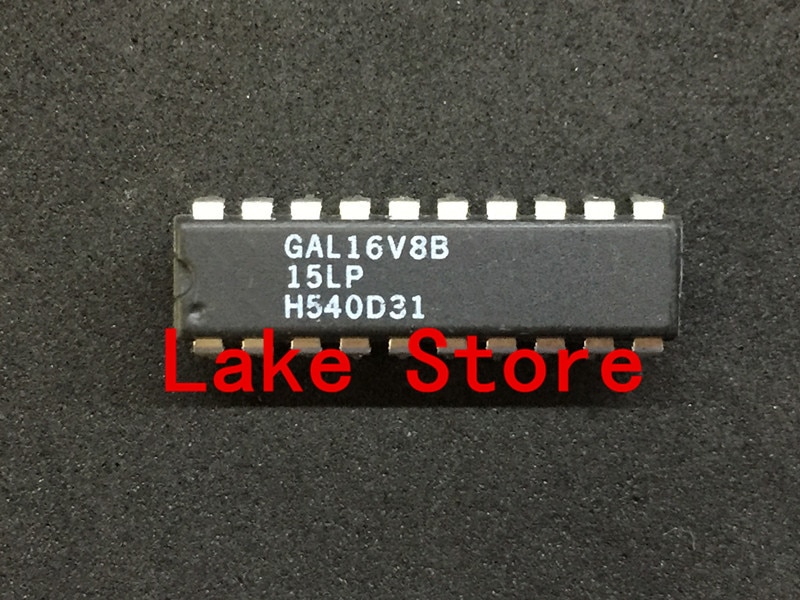 GAL16V8B
15LP
H540D31
Lake Store